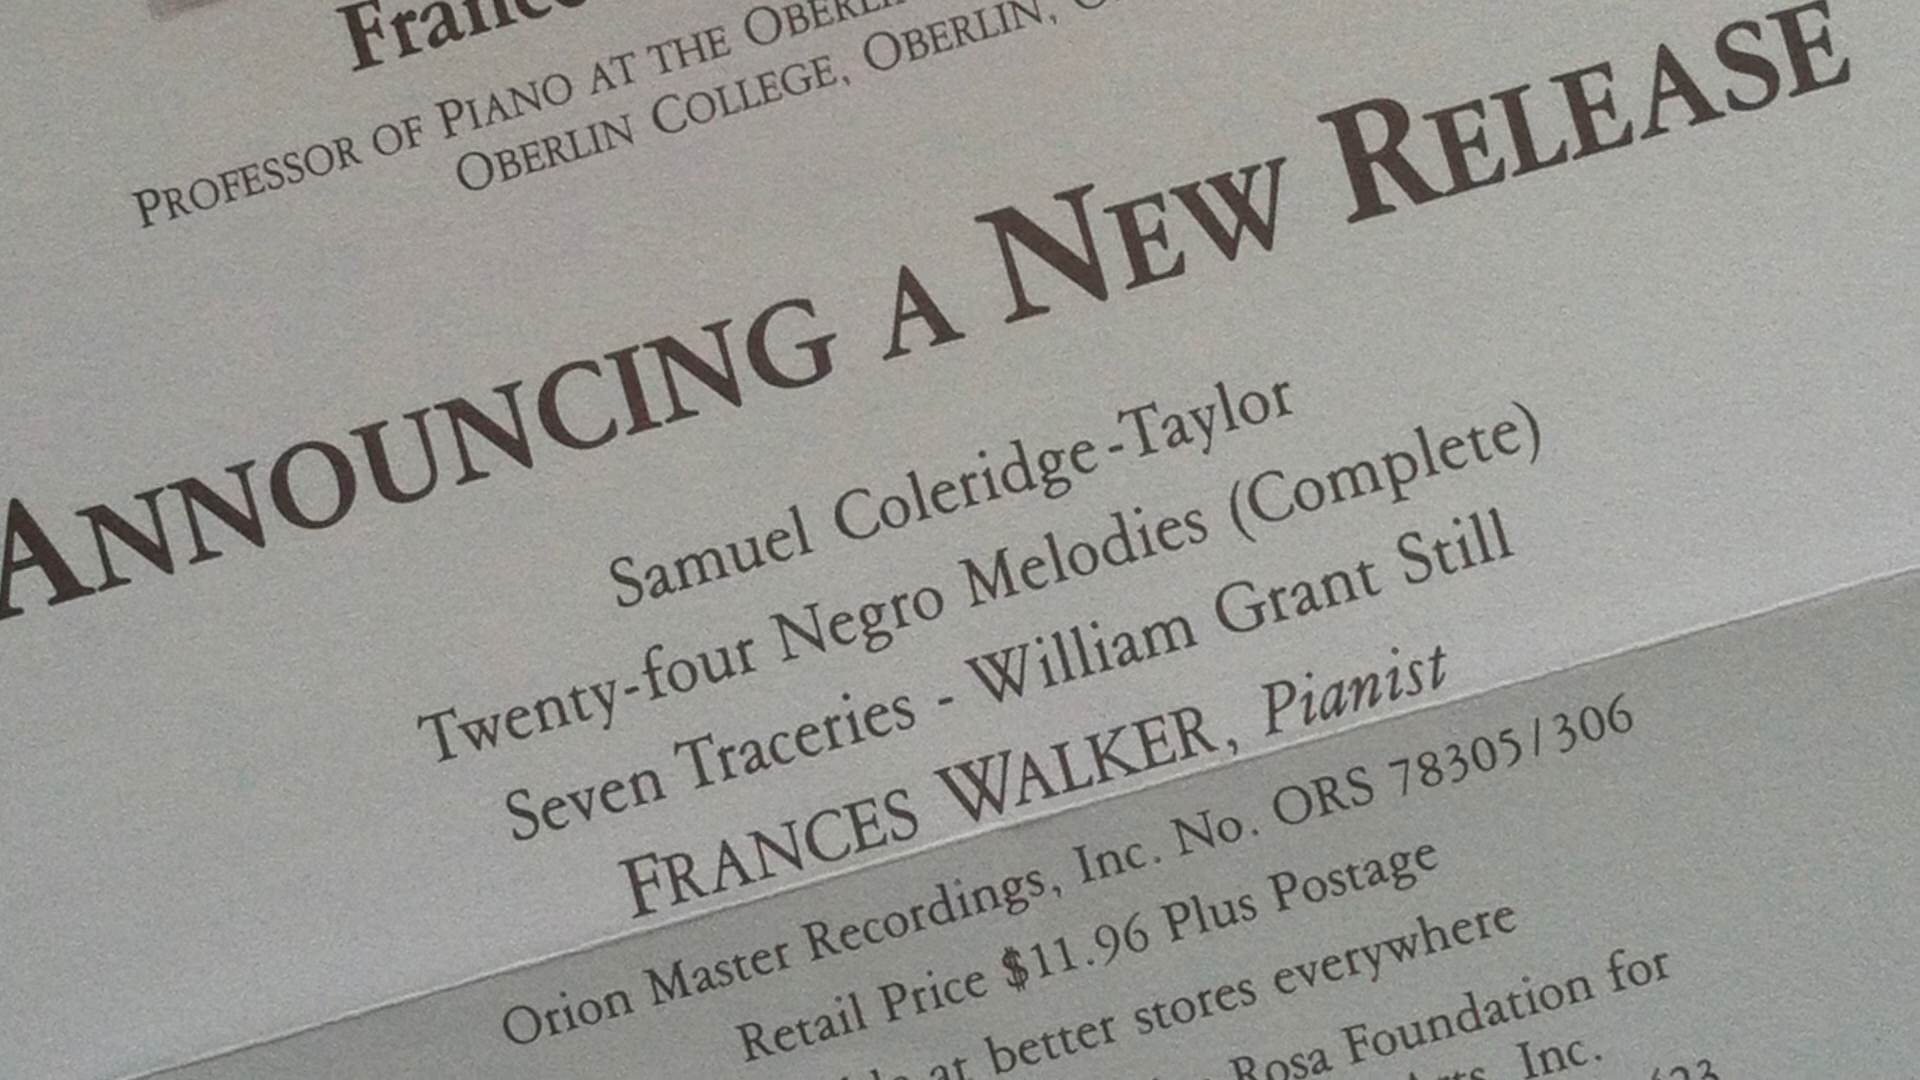 PROFESSOR OF PIANO AT THE
OBERLIN COLLEGE, OBERLIN,
ANNOUNCING A NEW RELEASE
Samuel Coleridge-Taylor
Twenty-four Negro Melodies (Complete)
Seven Traceries - William Grant Still
FRANCES WALKER, Pianist
Orion Master Recordings, Inc. No. ORS 78305/306
Retail Price $11.96 Plus Postage
at better stores everywhere
Rosa Foundation for
Inc.